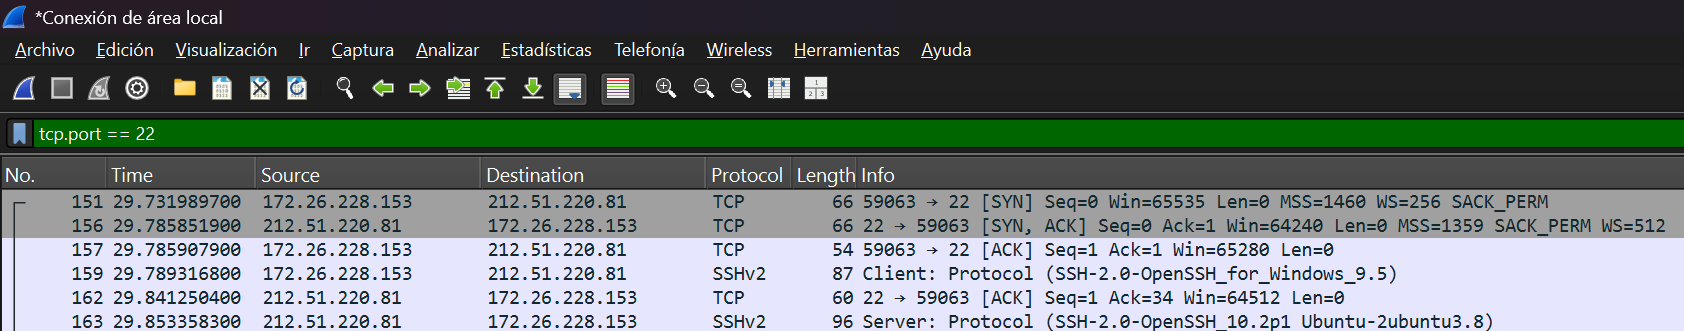 *Conexión de área local
Archivo Edición Visualización Ir Captura Analizar Estadísticas Telefonía Wireless Herramientas Ayuda
tcp.port == 22
No. Time Source Destination Protocol Length Info
151 29.731989700 172.26.228.153 212.51.220.81 TCP 66 59063 → 22 [SYN] Seq=0 Win=65535 Len=0 MSS=1460 WS=256 SACK_PERM
156 29.785851900 212.51.220.81 172.26.228.153 TCP 66 22 → 59063 [SYN, ACK] Seq=0 Ack=1 Win=64240 Len=0 MSS=1359 SACK_PERM WS=512
157 29.785907900 172.26.228.153 212.51.220.81 TCP 54 59063 → 22 [ACK] Seq=1 Ack=1 Win=65280 Len=0
159 29.789316800 172.26.228.153 212.51.220.81 SSHv2 87 Client: Protocol (SSH-2.0-OpenSSH_for_Windows_9.5)
162 29.841250400 212.51.220.81 172.26.228.153 TCP 60 22 → 59063 [ACK] Seq=1 Ack=34 Win=64512 Len=0
163 29.853358300 212.51.220.81 172.26.228.153 SSHv2 96 Server: Protocol (SSH-2.0-OpenSSH_10.2p1 Ubuntu-2ubuntu3.8)